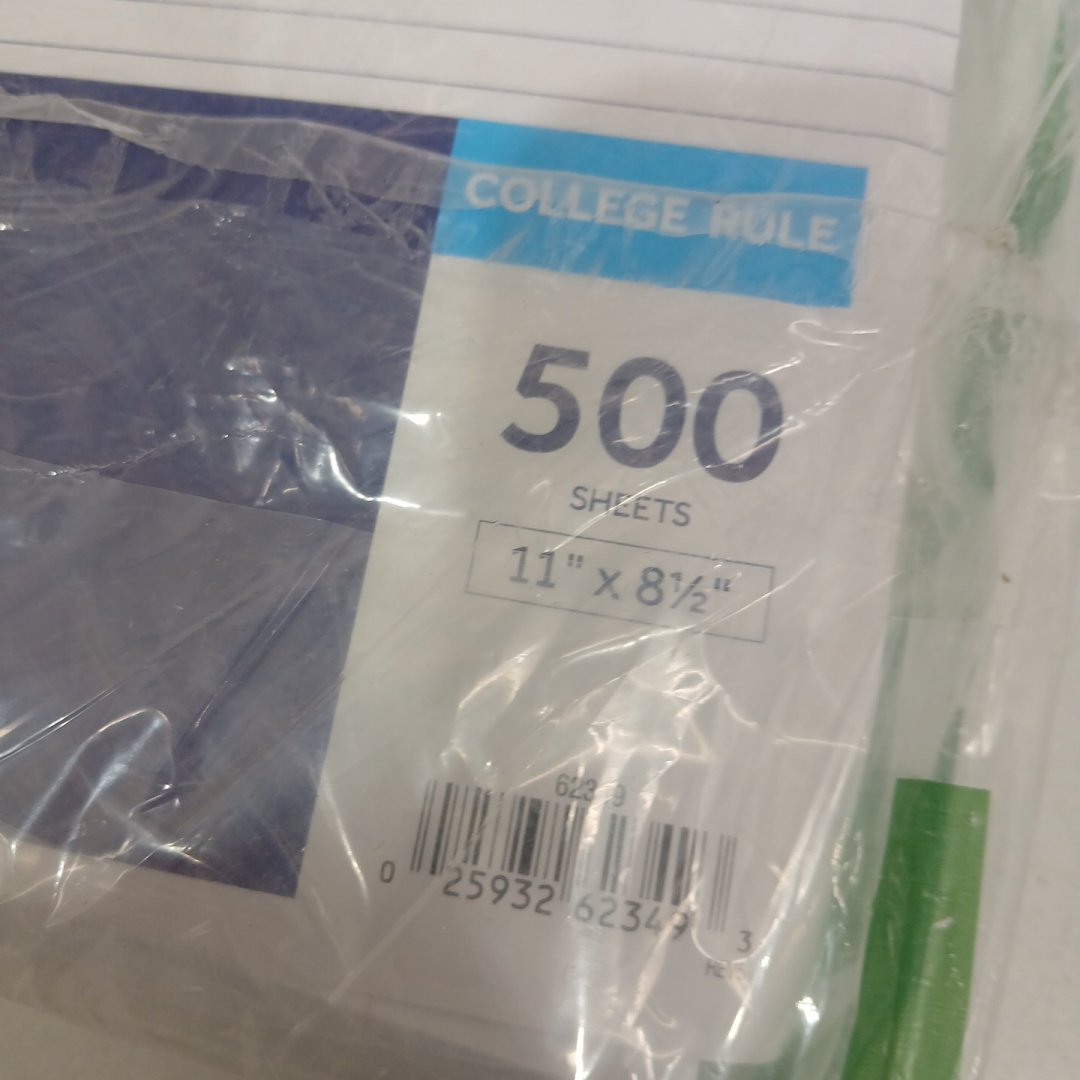 COLLEGE RULE
500
SHEETS
11" x 8½"
0 25932 62349 3